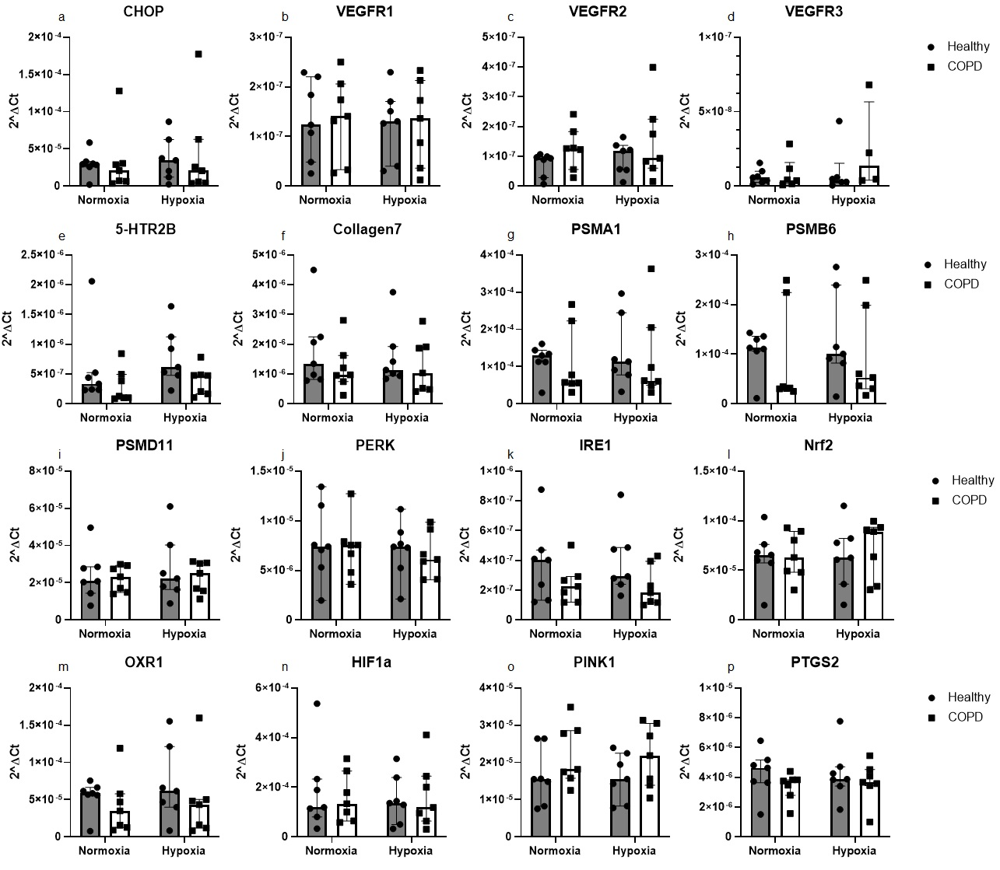 a CHOP
2^ΔCt
2×10-4
1.5×10-4
1×10-4
5×10-5
0
Normoxia Hypoxia
b VEGFR1
2^ΔCt
3×10-7
2×10-7
1×10-7
0
Normoxia Hypoxia
c VEGFR2
2^ΔCt
5×10-7
4×10-7
3×10-7
2×10-7
1×10-7
0
Normoxia Hypoxia
d VEGFR3
2^ΔCt
1×10-7
5×10-8
0
Normoxia Hypoxia
Healthy
COPD
e 5-HTR2B
2^ΔCt
2.5×10-6
2×10-6
1.5×10-6
1×10-6
5×10-7
0
Normoxia Hypoxia
f Collagen7
2^ΔCt
5×10-6
4×10-6
3×10-6
2×10-6
1×10-6
0
Normoxia Hypoxia
g PSMA1
2^ΔCt
4×10-4
3×10-4
2×10-4
1×10-4
0
Normoxia Hypoxia
h PSMB6
2^ΔCt
3×10-4
2×10-4
1×10-4
0
Normoxia Hypoxia
Healthy
COPD
i PSMD11
2^ΔCt
8×10-5
6×10-5
4×10-5
2×10-5
0
Normoxia Hypoxia
j PERK
2^ΔCt
1.5×10-5
1×10-5
5×10-6
0
Normoxia Hypoxia
k IRE1
2^ΔCt
1×10-6
8×10-7
6×10-7
4×10-7
2×10-7
0
Normoxia Hypoxia
l Nrf2
2^ΔCt
1.5×10-4
1×10-4
5×10-5
0
Normoxia Hypoxia
Healthy
COPD
m OXR1
2^ΔCt
2×10-4
1.5×10-4
1×10-4
5×10-5
0
Normoxia Hypoxia
n HIF1a
2^ΔCt
6×10-4
4×10-4
2×10-4
0
Normoxia Hypoxia
o PINK1
2^ΔCt
4×10-5
3×10-5
2×10-5
1×10-5
0
Normoxia Hypoxia
p PTGS2
2^ΔCt
1×10-5
8×10-6
6×10-6
4×10-6
2×10-6
0
Normoxia Hypoxia
Healthy
COPD